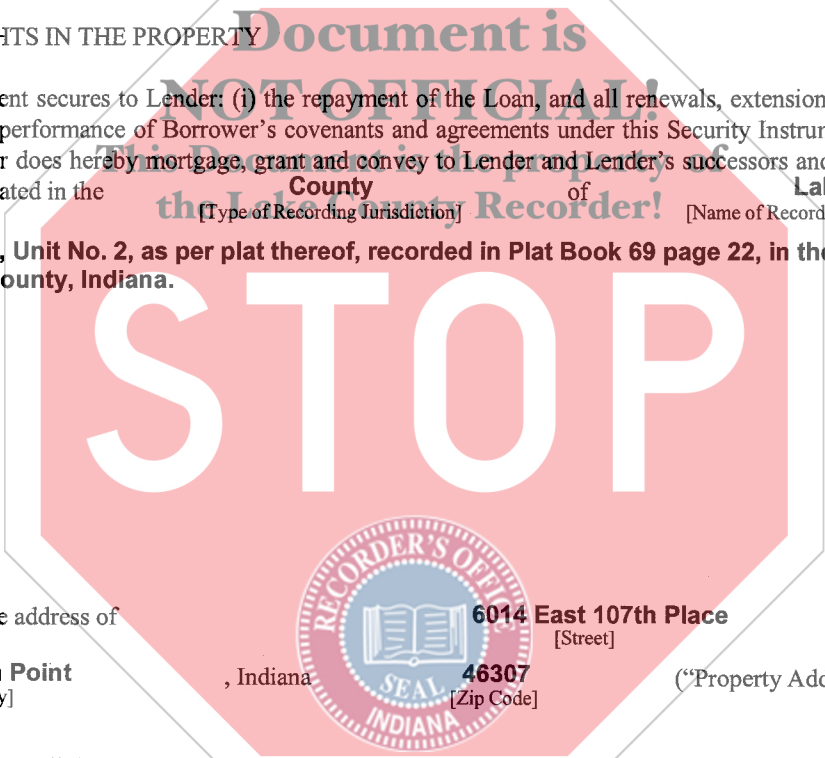 HTS IN THE PROPERTY
Document is
NOT OFFICIAL!
ent secures to Lender: (i) the repayment of the Loan, and all renewals, extension
performance of Borrower's covenants and agreements under this Security Instrum
This Document is the property of
r does hereby mortgage, grant and convey to Lender and Lender's successors and
ated in the County of Lak
the Lake County Recorder!
[Type of Recording Jurisdiction] [Name of Record
, Unit No. 2, as per plat thereof, recorded in Plat Book 69 page 22, in the
ounty, Indiana.
STOP
RECORDER'S OFFICE
SEAL
INDIANA
e address of 6014 East 107th Place
[Street]
Point , Indiana 46307 ("Property Add
y] [Zip Code]